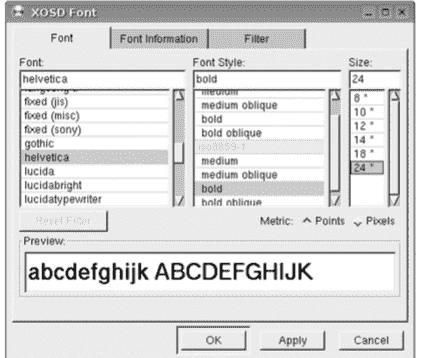 XOSD Font
Font
Font Information
Filter
Font:
Font Style:
Size:
helvetica
bold
24
fixed (jis)
fixed (misc)
fixed (sony)
gothic
helvetica
lucida
lucidabright
lucidatypewriter
medium
medium oblique
bold
bold oblique
iso8859-1
medium
medium oblique
bold
bold oblique
8 *
10 *
12 *
14 *
18 *
24 *
Reset Filter
Metric:
Points
Pixels
Preview:
abcdefghijk ABCDEFGHIJK
OK
Apply
Cancel